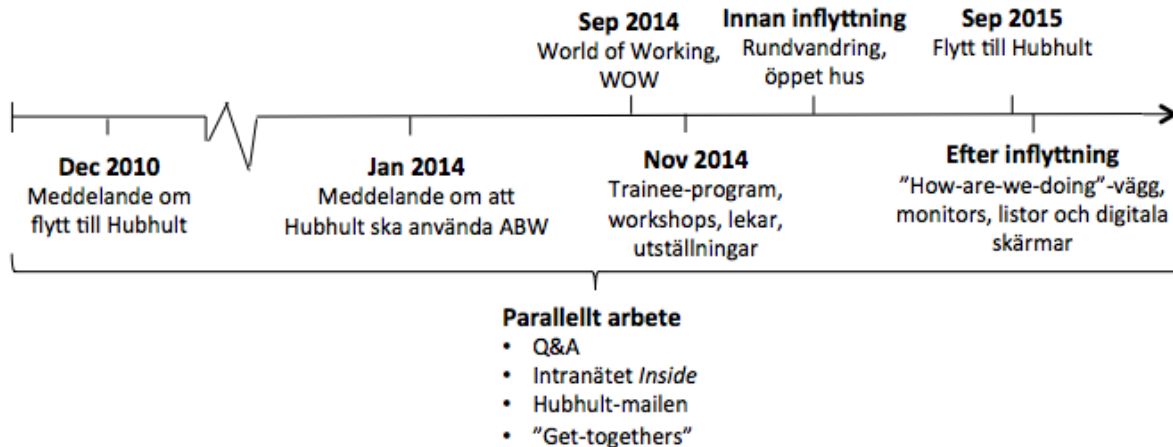 Sep 2014
World of Working,
WOW
Innan inflyttning
Rundvandring,
öppet hus
Sep 2015
Flytt till Hubhult
Dec 2010
Meddelande om
flytt till Hubhult
Jan 2014
Meddelande om att
Hubhult ska använda ABW
Nov 2014
Trainee-program,
workshops, lekar,
utställningar
Efter inflyttning
”How-are-we-doing”-vägg,
monitors, listor och digitala
skärmar
Parallellt arbete
• Q&A
• Intranätet Inside
• Hubhult-mailen
• ”Get-togethers”